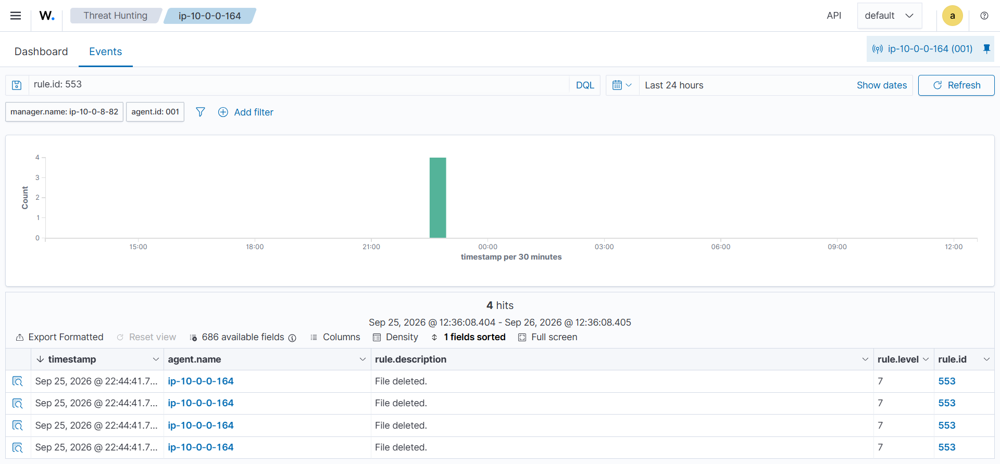 W. Threat Hunting ip-10-0-0-164 API default a
Dashboard Events ip-10-0-0-164 (001)
rule.id: 553 DQL Last 24 hours Show dates Refresh
manager.name: ip-10-0-8-82 agent.id: 001 Add filter
4
3
2
1
0
Count
15:00 18:00 21:00 00:00 03:00 06:00 09:00 12:00
timestamp per 30 minutes
4 hits
Sep 25, 2026 @ 12:36:08.404 - Sep 26, 2026 @ 12:36:08.405
Export Formatted Reset view 686 available fields Columns Density 1 fields sorted Full screen
timestamp agent.name rule.description rule.level rule.id
Sep 25, 2026 @ 22:44:41.7... ip-10-0-0-164 File deleted. 7 553
Sep 25, 2026 @ 22:44:41.7... ip-10-0-0-164 File deleted. 7 553
Sep 25, 2026 @ 22:44:41.7... ip-10-0-0-164 File deleted. 7 553
Sep 25, 2026 @ 22:44:41.7... ip-10-0-0-164 File deleted. 7 553